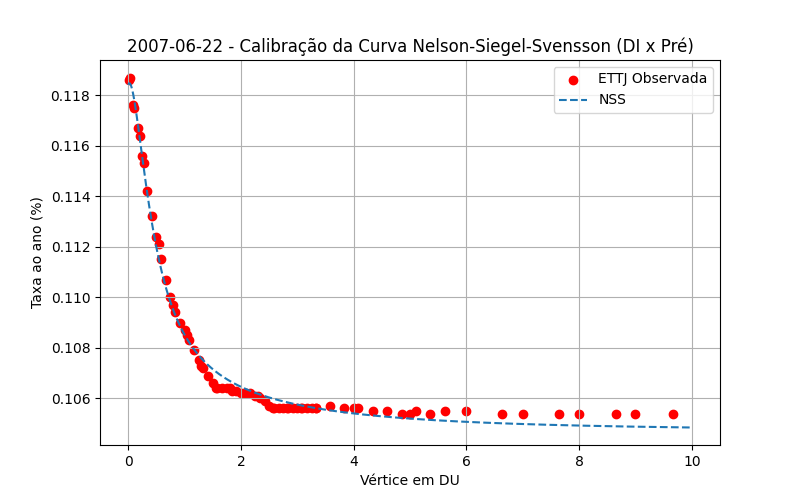 2007-06-22 - Calibração da Curva Nelson-Siegel-Svensson (DI x Pré)
ETTJ Observada
NSS
Taxa ao ano (%)
0.118
0.116
0.114
0.112
0.110
0.108
0.106
0 2 4 6 8 10
Vértice em DU